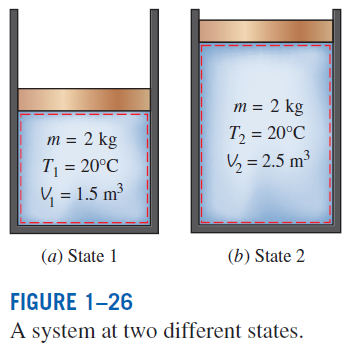 m = 2 kg
T₁ = 20°C
V₁ = 1.5 m³
m = 2 kg
T₂ = 20°C
V₂ = 2.5 m³
(a) State 1
(b) State 2
FIGURE 1–26
A system at two different states.